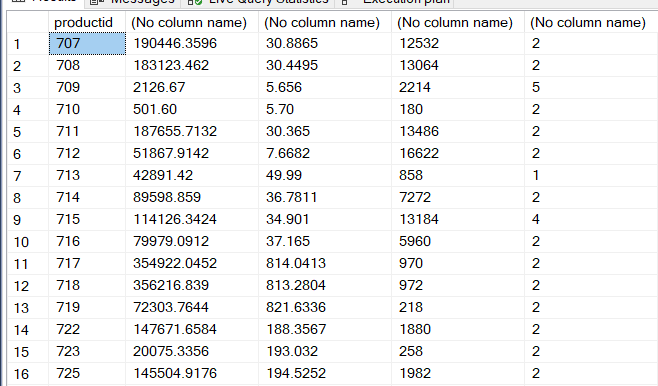 Results Messages Live Query Statistics Execution plan
productid (No column name) (No column name) (No column name) (No column name)
1 707 190446.3596 30.8865 12532 2
2 708 183123.462 30.4495 13064 2
3 709 2126.67 5.656 2214 5
4 710 501.60 5.70 180 2
5 711 187655.7132 30.365 13486 2
6 712 51867.9142 7.6682 16622 2
7 713 42891.42 49.99 858 1
8 714 89598.859 36.7811 7272 2
9 715 114126.3424 34.901 13184 4
10 716 79979.0912 37.165 5960 2
11 717 354922.0452 814.0413 970 2
12 718 356216.839 813.2804 972 2
13 719 72303.7644 821.6336 218 2
14 722 147671.6584 188.3567 1880 2
15 723 20075.3356 193.032 258 2
16 725 145504.9176 194.5252 1982 2